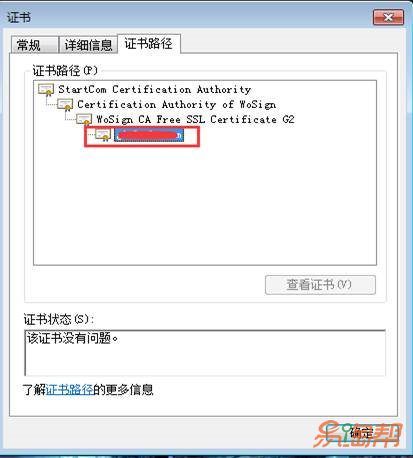 证书
常规
详细信息
证书路径
证书路径(P)
StartCom Certification Authority
Certification Authority of WoSign
WoSign CA Free SSL Certificate G2
查看证书(V)
证书状态(S):
该证书没有问题。
了解证书路径的更多信息
确定